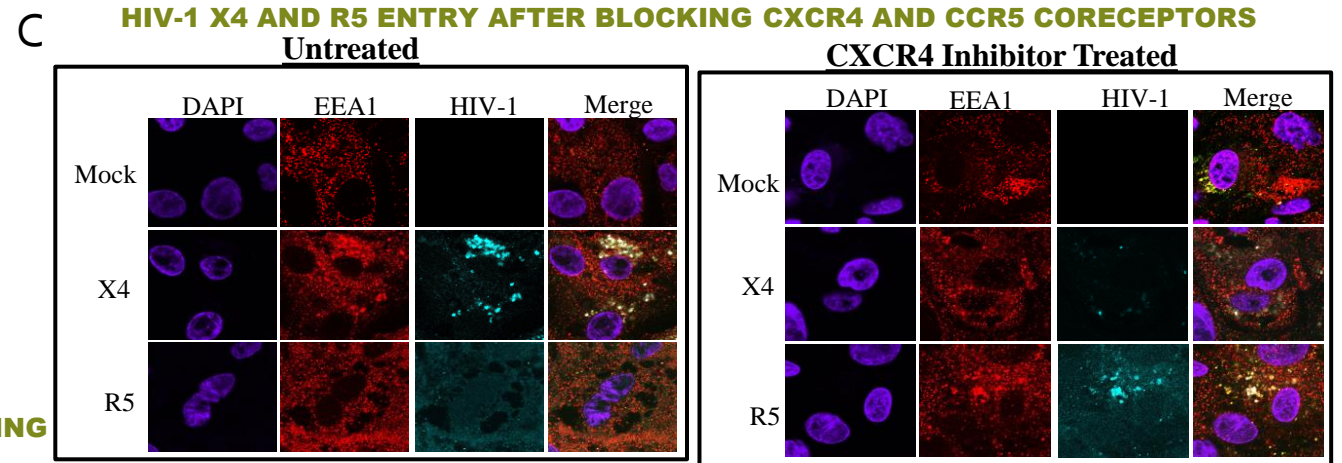 HIV-1 X4 AND R5 ENTRY AFTER BLOCKING CXCR4 AND CCR5 CORECEPTORS
C
Untreated
DAPI EEA1 HIV-1 Merge
Mock
X4
R5
CXCR4 Inhibitor Treated
DAPI EEA1 HIV-1 Merge
Mock
X4
R5
ING